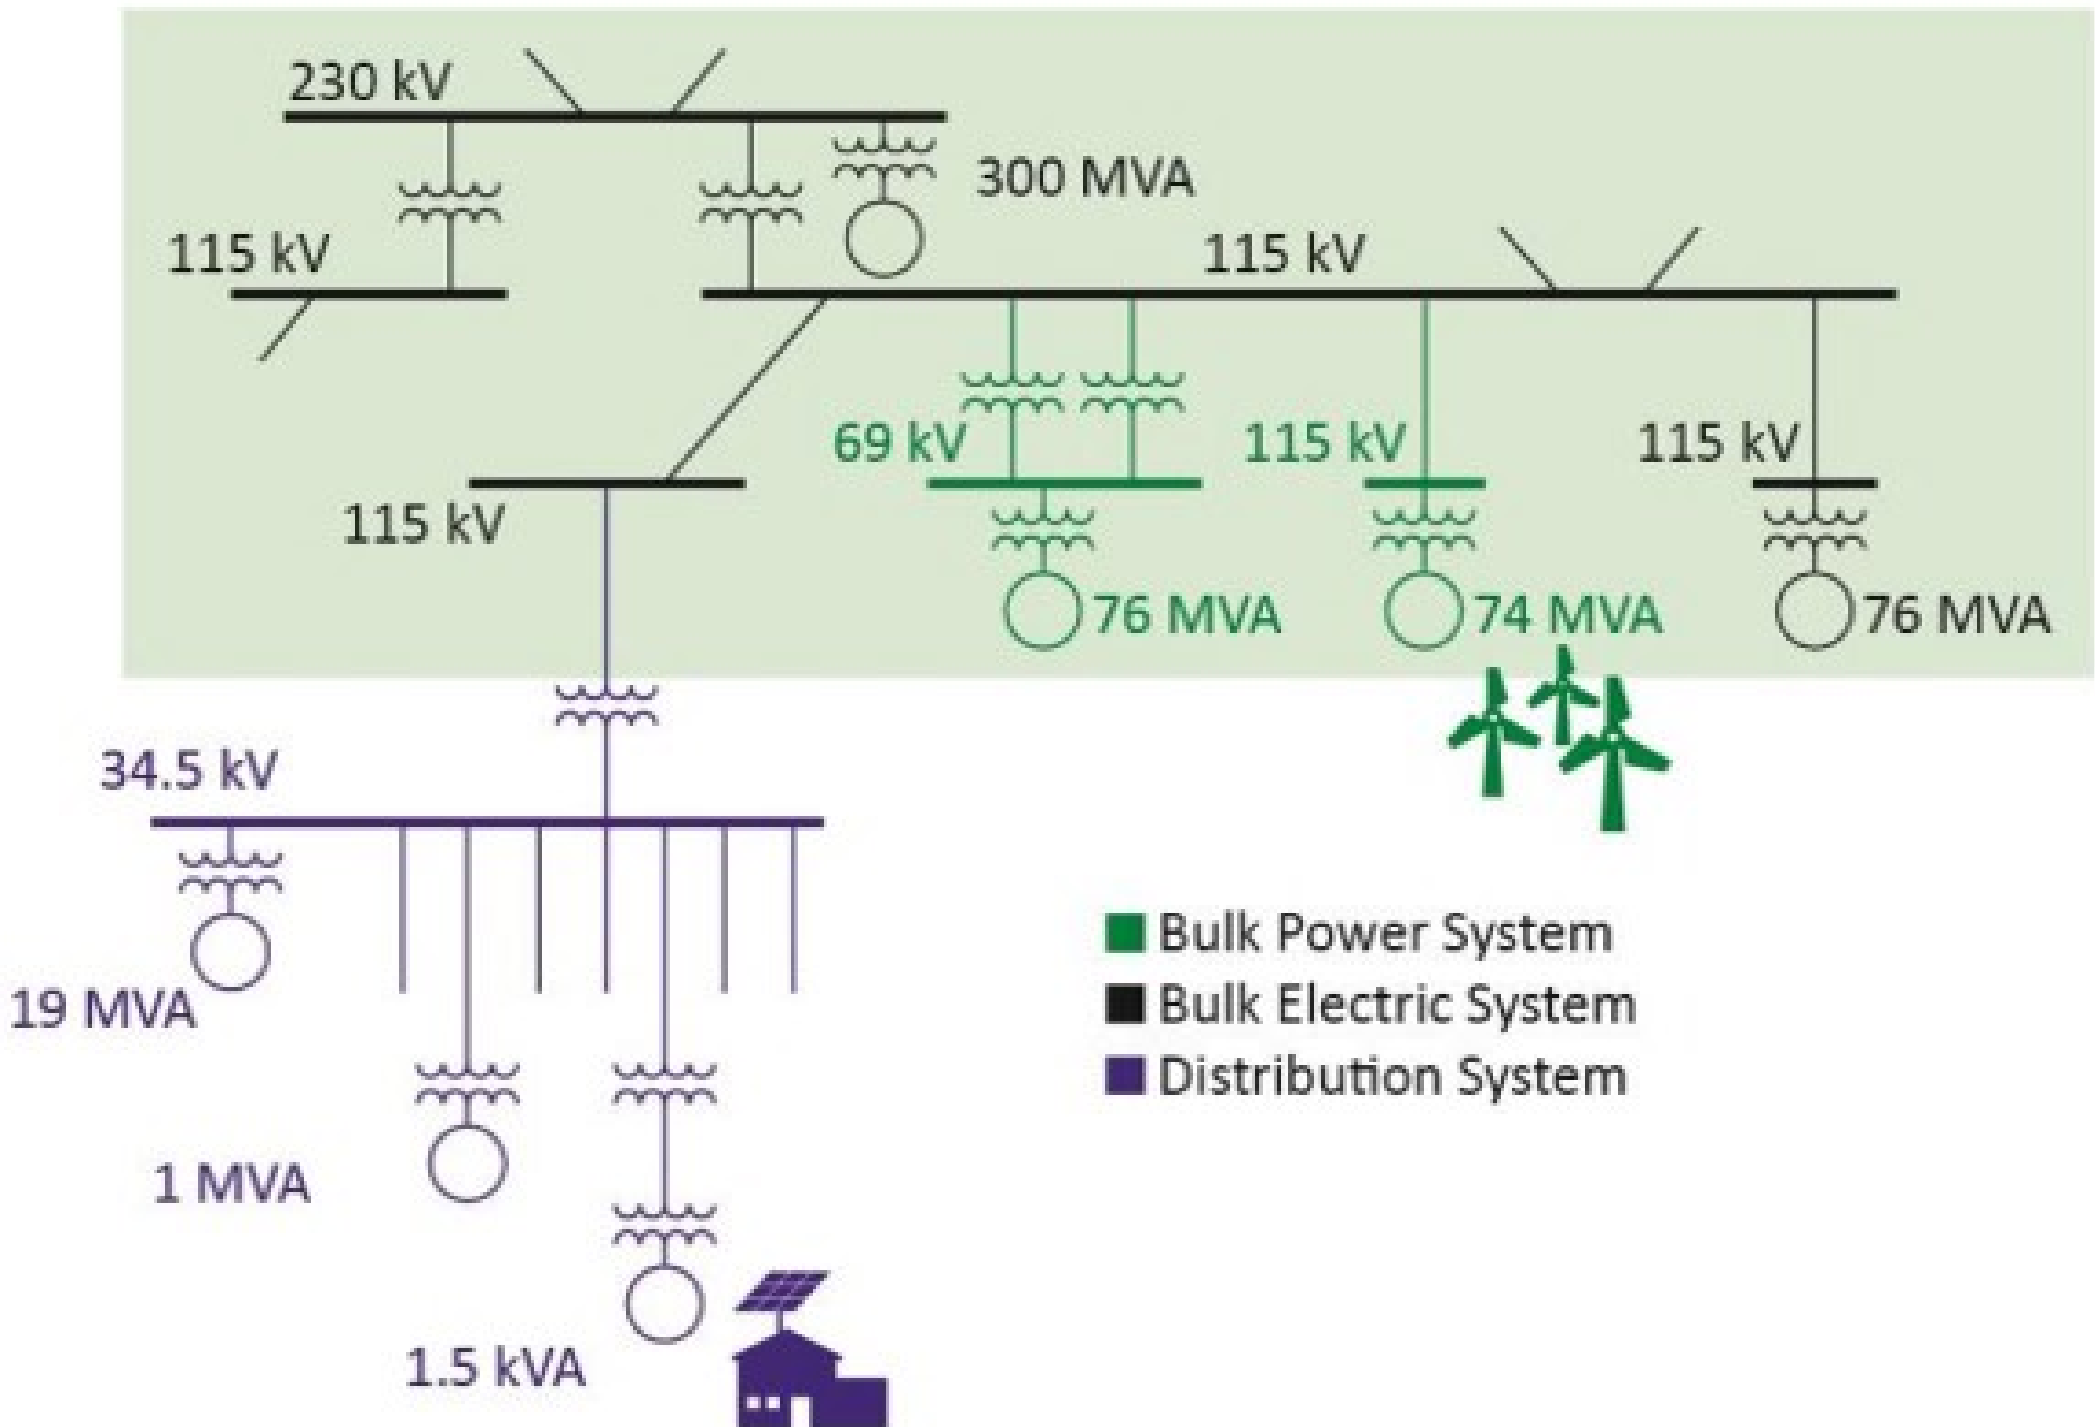 230 kV
300 MVA
115 kV
115 kV
69 kV
115 kV
115 kV
115 kV
76 MVA
74 MVA
76 MVA
34.5 kV
19 MVA
1 MVA
1.5 kVA
Bulk Power System
Bulk Electric System
Distribution System